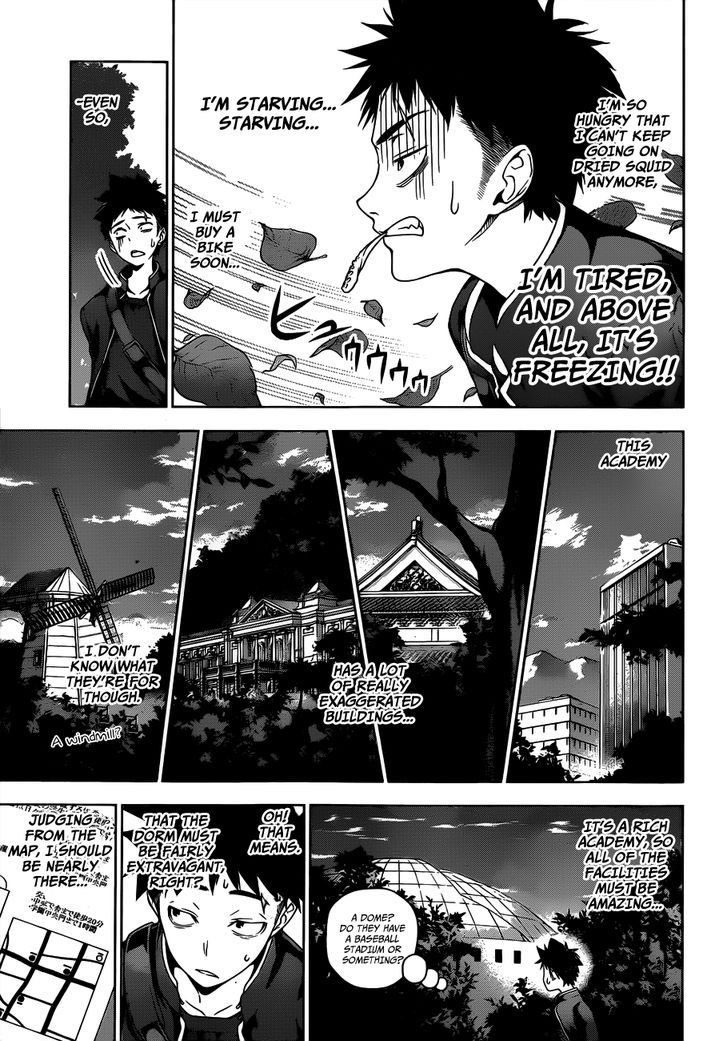 I'M SO
HUNGRY THAT
I CAN'T KEEP
GOING ON
DRIED SQUID
ANYMORE,
I'M TIRED,
AND ABOVE
ALL, IT'S
FREEZING!!
I'M STARVING...
STARVING...
I MUST
BUY A
BIKE
SOON...
ビュウウウ
-EVEN
SO,
THIS
ACADEMY
HAS A LOT
OF REALLY
EXAGGERATED
BUILDINGS...
I DON'T
KNOW WHAT
THEY'RE FOR
THOUGH.
A windmill?
IT'S A RICH
ACADEMY, SO
ALL OF THE
FACILITIES
MUST BE
AMAZING...
A DOME?
DO THEY HAVE
A BASEBALL
STADIUM OR
SOMETHING?
OH!
THAT
MEANS.
THAT THE
DORM MUST
BE FAIRLY
EXTRAVAGANT,
RIGHT?
JUDGING
FROM THE
MAP, I SHOULD
BE NEARLY
THERE...